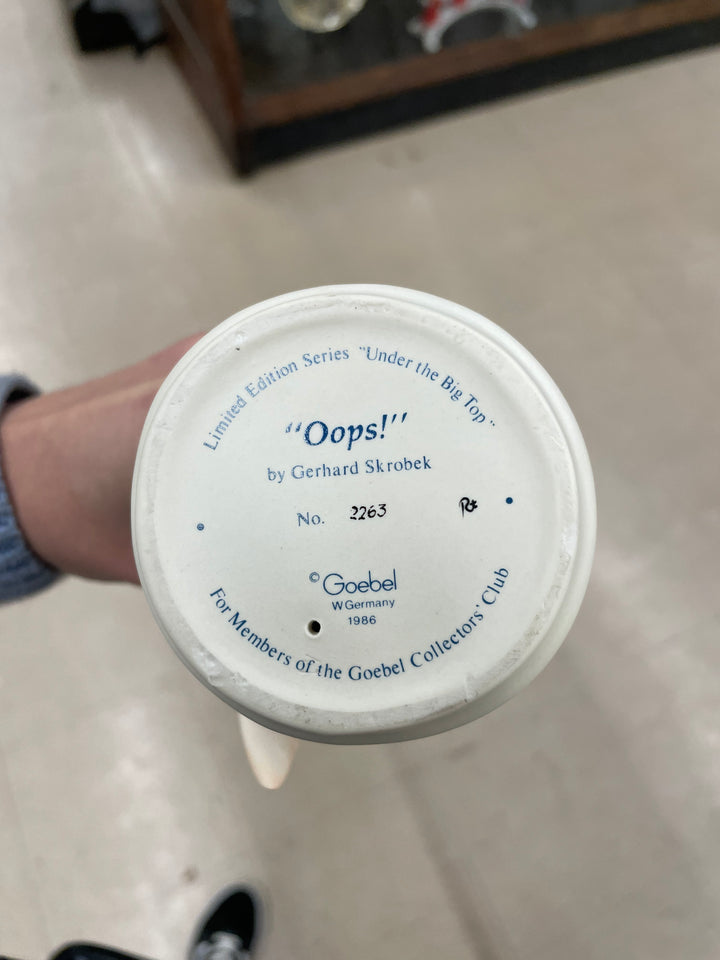 Limited Edition Series "Under the Big Top"
"Oops!"
by Gerhard Skrobek
No. 2263
© Goebel
W Germany
1986
For Members of the Goebel Collectors' Club